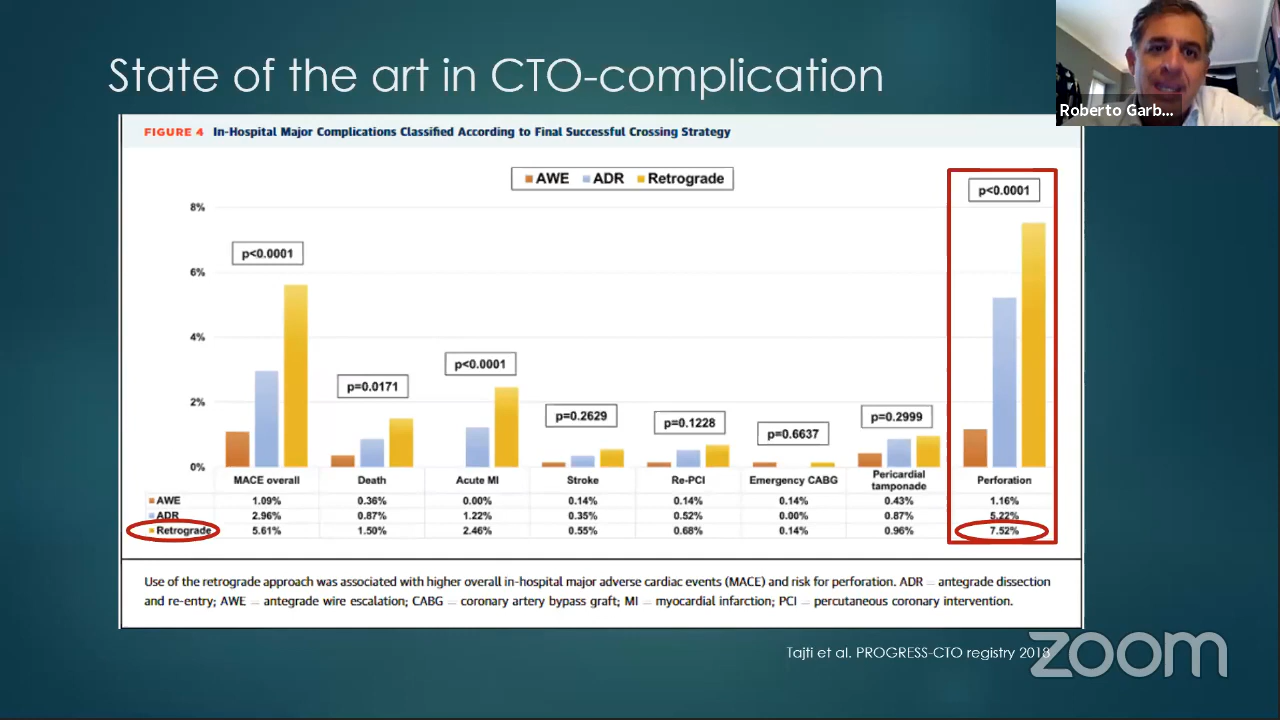 State of the art in CTO-complication
Roberto Garb...
FIGURE 4 In-Hospital Major Complications Classified According to Final Successful Crossing Strategy
AWE ADR Retrograde
p<0.0001
8%
6%
4%
2%
0%
p<0.0001
p=0.0171
p<0.0001
p=0.2629
p=0.1228
p=0.6637
p=0.2999
MACE overall Death Acute MI Stroke Re-PCI Emergency CABG Pericardial tamponade Perforation
AWE 1.09% 0.36% 0.00% 0.14% 0.14% 0.14% 0.43% 1.16%
ADR 2.96% 0.87% 1.22% 0.35% 0.52% 0.00% 0.87% 5.22%
Retrograde 5.61% 1.50% 2.46% 0.55% 0.68% 0.14% 0.96% 7.52%
Use of the retrograde approach was associated with higher overall in-hospital major adverse cardiac events (MACE) and risk for perforation. ADR = antegrade dissection
and re-entry; AWE = antegrade wire escalation; CABG = coronary artery bypass graft; MI = myocardial infarction; PCI = percutaneous coronary intervention.
Tajti et al. PROGRESS-CTO registry 2018
zoom